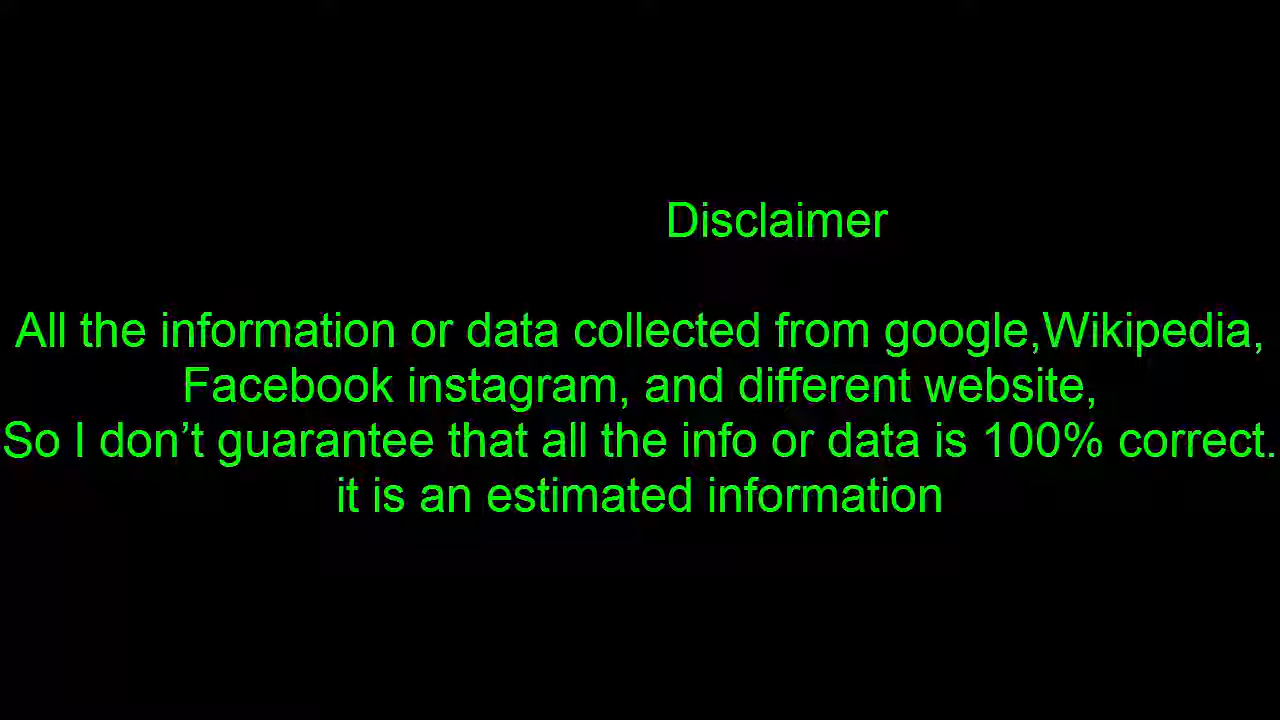 Disclaimer
All the information or data collected from google,Wikipedia,
Facebook instagram, and different website,
So I don’t guarantee that all the info or data is 100% correct.
it is an estimated information